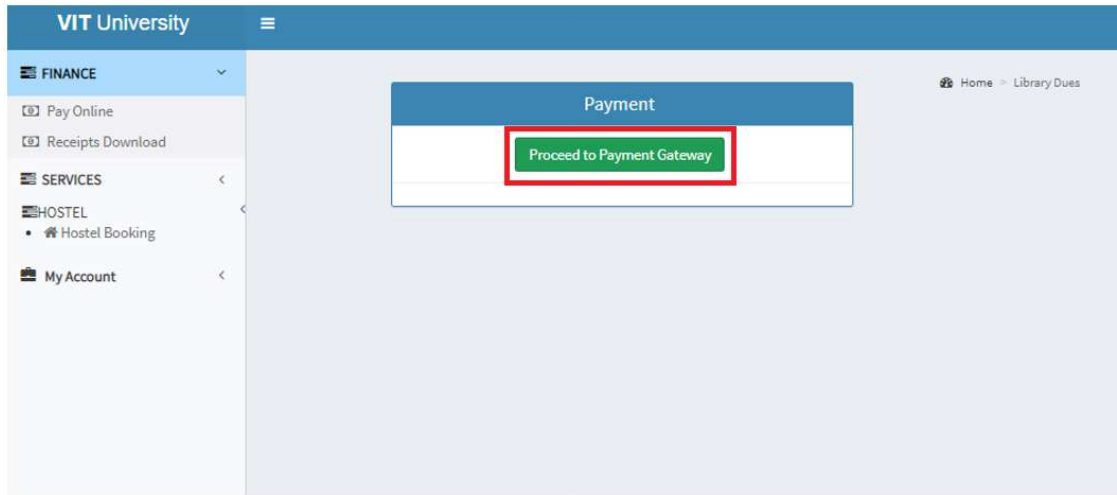 VIT University
FINANCE
Pay Online
Receipts Download
SERVICES
HOSTEL
Hostel Booking
My Account
Home > Library Dues
Payment
Proceed to Payment Gateway